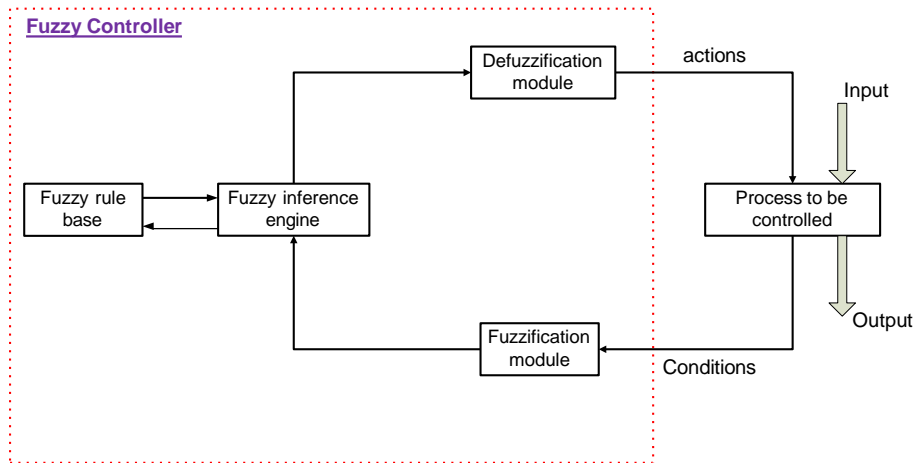 Fuzzy Controller
Defuzzification
module
actions
Input
Fuzzy rule
base
Fuzzy inference
engine
Process to be
controlled
Output
Fuzzification
module
Conditions